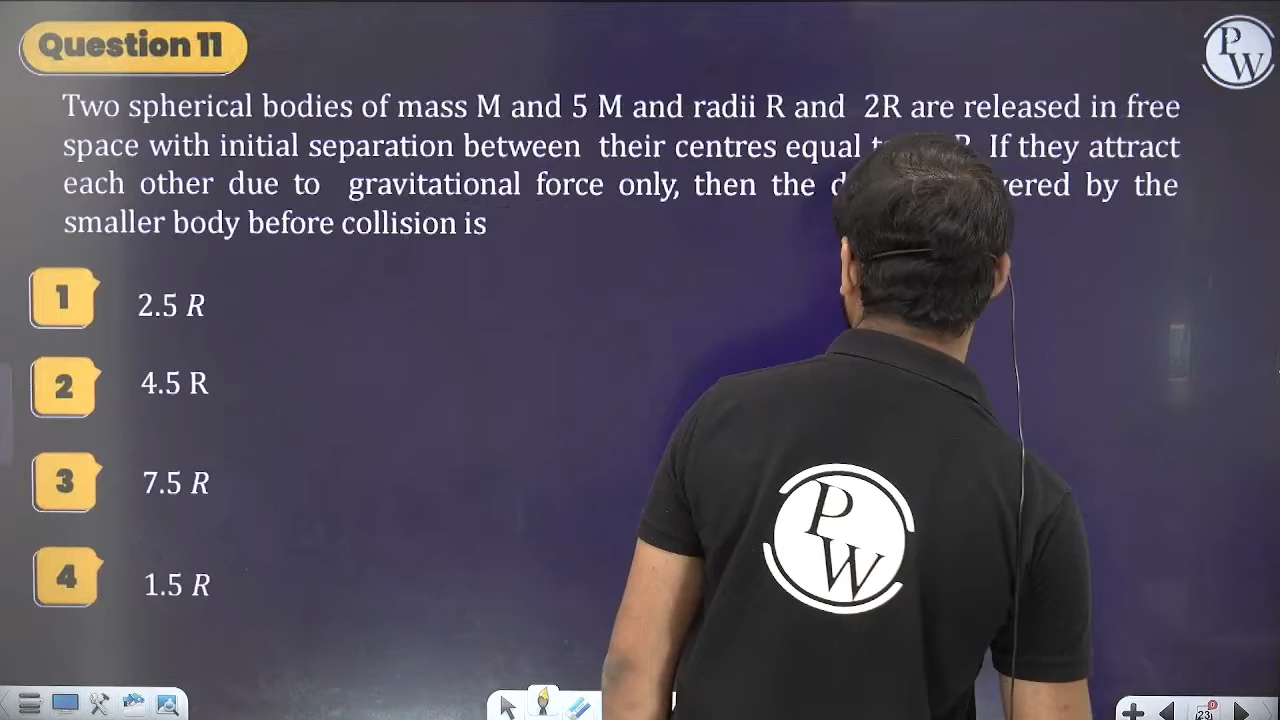 Question 11
P
W
Two spherical bodies of mass M and 5 M and radii R and 2R are released in free
space with initial separation between their centres equal If they attract
each other due to gravitational force only, then the by the
smaller body before collision is
1 2.5 R
2 4.5 R
3 7.5 R
4 1.5 R
P
W
23